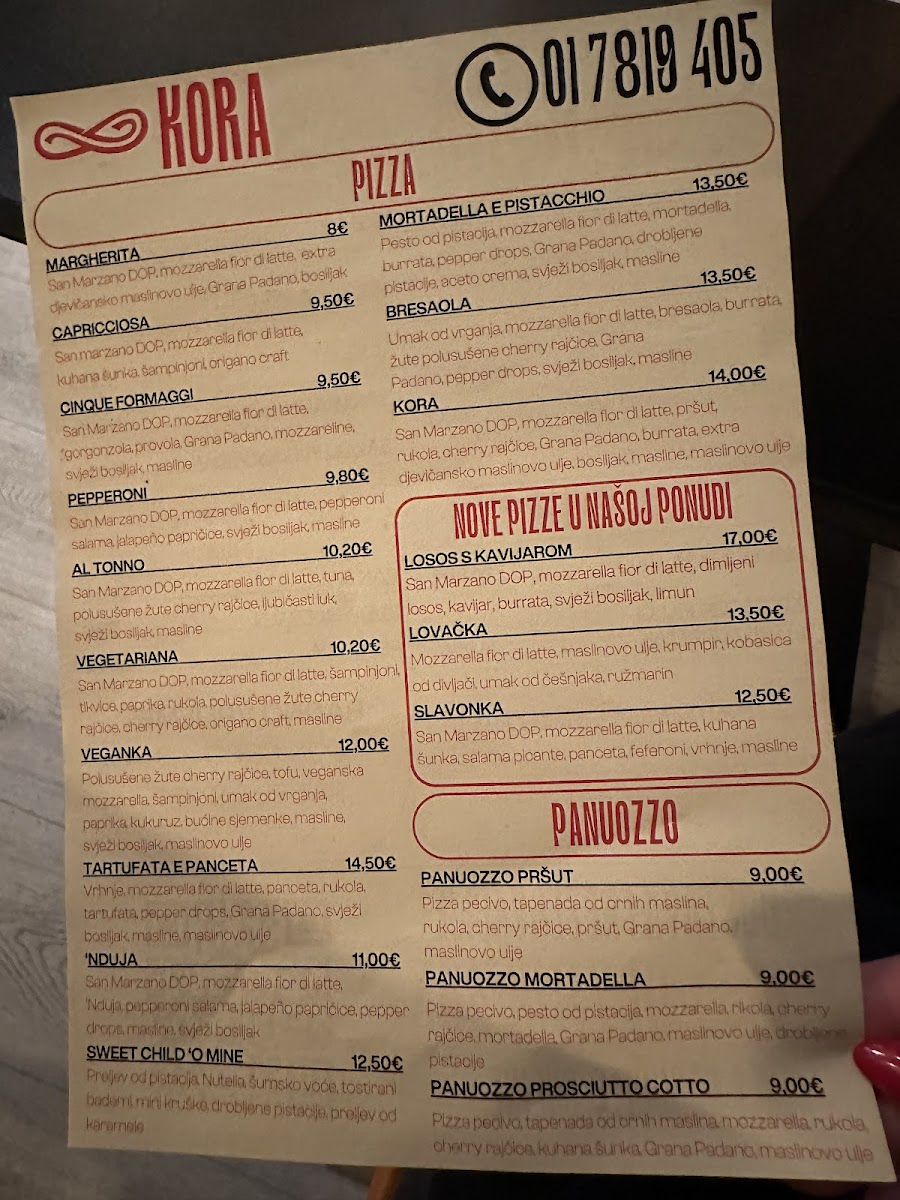 KORA
01 7819 405
PIZZA
MARGHERITA 8€
San Marzano DOP, mozzarella fior di latte, extra
djevičansko maslinovo ulje, Grana Padano, bosiljak
CAPRICCIOSA 9,50€
San marzano DOP, mozzarella fior di latte,
kuhana šunka, šampinjoni, origano craft
CINQUE FORMAGGI 9,50€
San Marzano DOP, mozzarella fior di latte,
gorgonzola, provola, Grana Padano, mozzareline,
svježi bosiljak, masline
PEPPERONI 9,80€
San Marzano DOP, mozzarella fior di latte, pepperoni
salama, jalapeño papričice, svježi bosiljak, masline
AL TONNO 10,20€
San Marzano DOP, mozzarella fior di latte, tuna,
polusušene žute cherry rajčice, ljubičasti luk,
svježi bosiljak, masline
VEGETARIANA 10,20€
San Marzano DOP, mozzarella fior di latte, šampinjoni,
tikvice, paprika, rukola, polusušene žute cherry
rajčice, cherry rajčice, origano craft, masline
VEGANKA 12,00€
Polusušene žute cherry rajčice, tofu, veganska
mozzarella, šampinjoni, umak od vrganja,
paprika, kukuruz, bučine sjemenke, masline,
svježi bosiljak, maslinovo ulje
TARTUFATA E PANCETA 14,50€
Vrhnje, mozzarella fior di latte, panceta, rukola,
tartufata, pepper drops, Grana Padano, svježi
bosiljak, masline, maslinovo ulje
'NDUJA 11,00€
San Marzano DOP, mozzarella fior di latte,
'Nduja, pepperoni salama, jalapeño papričice, pepper
drops, masline, svježi bosiljak
SWEET CHILD 'O MINE 12,50€
Preljev od pistacija, Nutella, šumsko voće, tostirani
bademi, mini kruške, drobljene pistacije, preljev od
karamele
MORTADELLA E PISTACCHIO 13,50€
Pesto od pistacija, mozzarella fior di latte, mortadella,
burrata, pepper drops, Grana Padano, drobljene
pistacije, aceto crema, svježi bosiljak, masline
BRESAOLA 13,50€
Umak od vrganja, mozzarella fior di latte, bresaola, burrata,
žute polusušene cherry rajčice, Grana
Padano, pepper drops, svježi bosiljak, masline
KORA 14,00€
San Marzano DOP, mozzarella fior di latte, pršut,
rukola, cherry rajčice, Grana Padano, burrata, extra
djevičansko maslinovo ulje, bosiljak, masline, maslinovo ulje
NOVE PIZZE U NAŠOJ PONUDI
LOSOS S KAVIJAROM 17,00€
San Marzano DOP, mozzarella fior di latte, dimljeni
losos, kavijar, burrata, svježi bosiljak, limun
LOVAČKA 13,50€
Mozzarella fior di latte, maslinovo ulje, krumpir, kobasica
od divljači, umak od češnjaka, ružmarin
SLAVONKA 12,50€
San Marzano DOP, mozzarella fior di latte, kuhana
šunka, salama picante, panceta, feferoni, vrhnje, masline
PANUOZZO
PANUOZZO PRŠUT 9,00€
Pizza pecivo, tapenada od crnih maslina,
rukola, cherry rajčice, pršut, Grana Padano,
maslinovo ulje
PANUOZZO MORTADELLA 9,00€
Pizza pecivo, pesto od pistacija, mozzarella, rikola, cherry
rajčice, mortadella, Grana Padano, maslinovo ulje, drobljene
pistacije
PANUOZZO PROSCIUTTO COTTO 9,00€
Pizza pecivo, tapenada od crnih maslina, mozzarella, rukola,
cherry rajčice, kuhana šunka, Grana Padano, maslinovo ulje